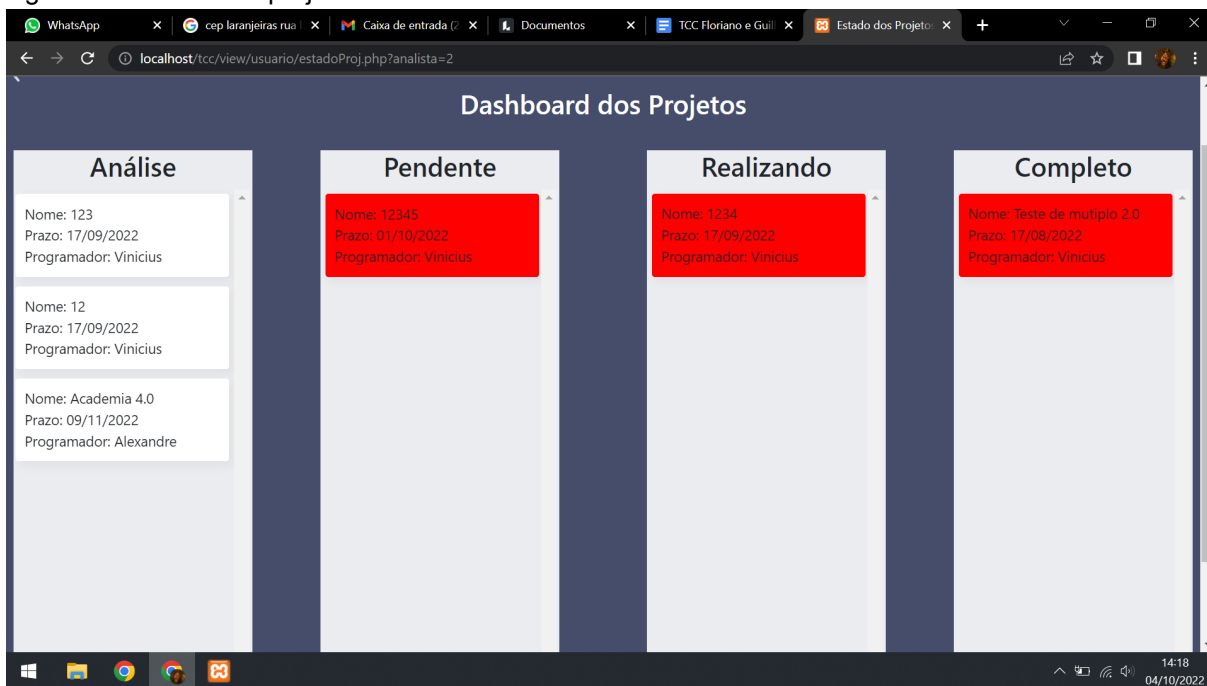 WhatsApp
cep laranjeiras rua
Caixa de entrada (2
Documentos
TCC Floriano e Guil
Estado dos Projeto
localhost/tcc/view/usuario/estadoProj.php?analista=2
Dashboard dos Projetos
Análise
Nome: 123
Prazo: 17/09/2022
Programador: Vinicius
Nome: 12
Prazo: 17/09/2022
Programador: Vinicius
Nome: Academia 4.0
Prazo: 09/11/2022
Programador: Alexandre
Pendente
Nome: 12345
Prazo: 01/10/2022
Programador: Vinicius
Realizando
Nome: 1234
Prazo: 17/09/2022
Programador: Vinicius
Completo
Nome: Teste de mutiplo 2.0
Prazo: 17/08/2022
Programador: Vinicius
14:18
04/10/2022